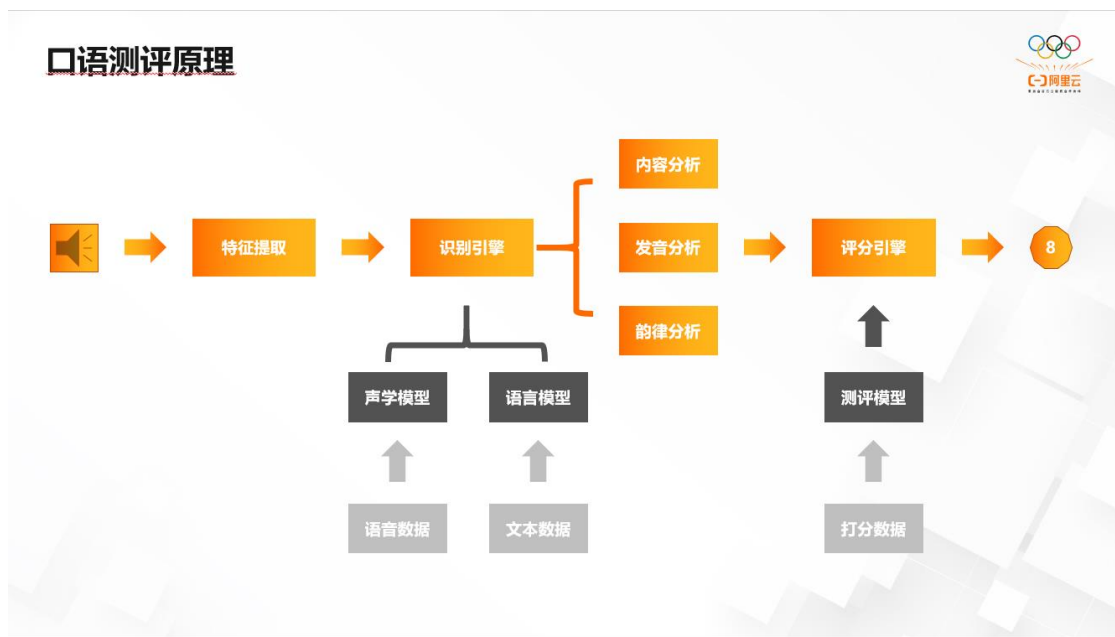 口语测评原理
阿里云
内容分析
特征提取
识别引擎
发音分析
评分引擎
8
韵律分析
声学模型
语言模型
测评模型
语音数据
文本数据
打分数据